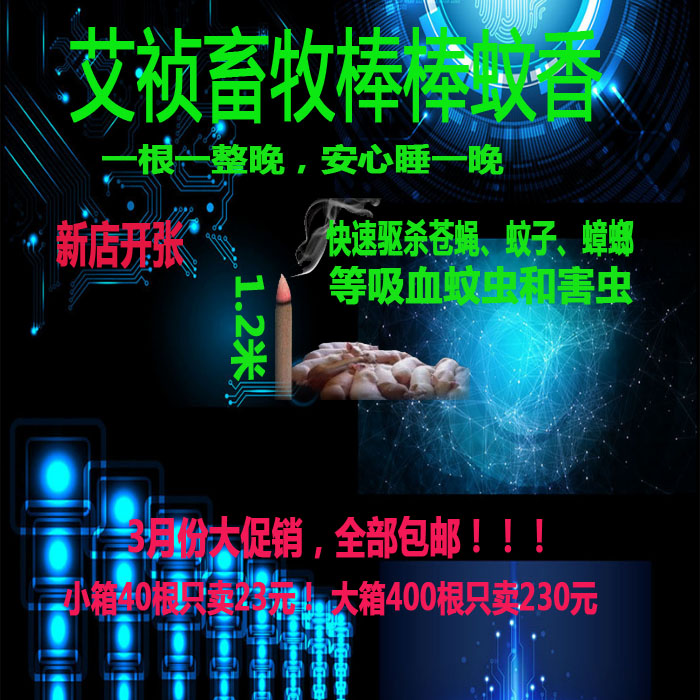 艾祯畜牧棒棒蚊香
一根一整晚，安心睡一晚
新店开张
快速驱杀苍蝇、蚊子、蟑螂
等吸血蚊虫和害虫
1.2米
3月份大促销，全部包邮！！！
小箱40根只卖23元！ 大箱400根只卖230元